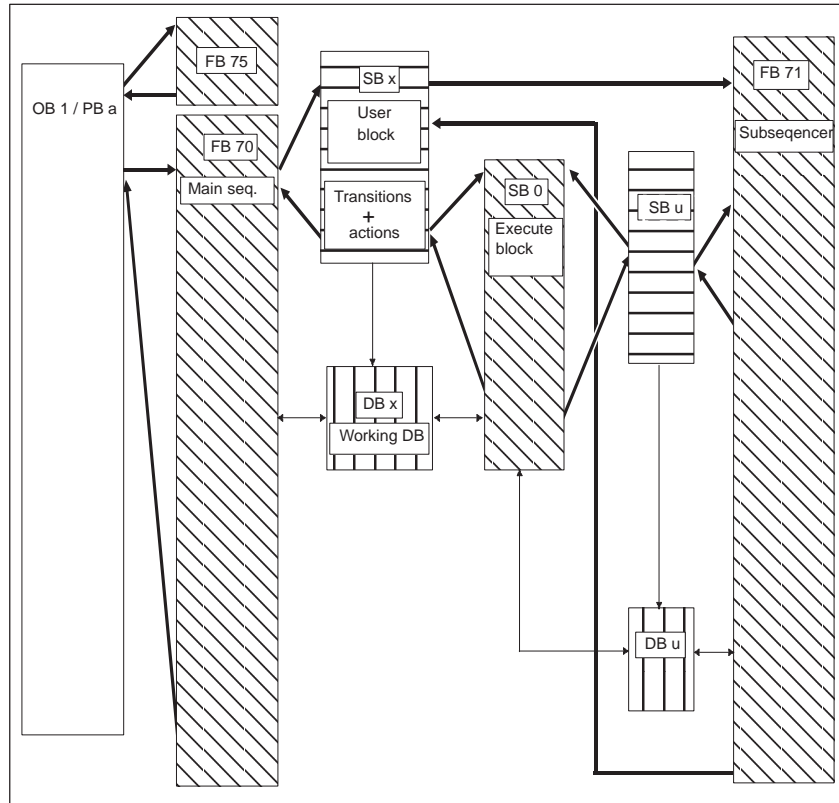 OB 1 / PB a
FB 75
FB 70
Main seq.
SB x
User
block
Transitions
+
actions
DB x
Working DB
SB 0
Execute
block
SB u
DB u
FB 71
Subseqencer